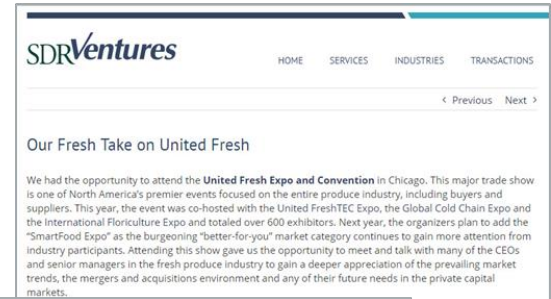 SDRVentures
HOME SERVICES INDUSTRIES TRANSACTIONS
< Previous Next >
Our Fresh Take on United Fresh
We had the opportunity to attend the United Fresh Expo and Convention in Chicago. This major trade show
is one of North America's premier events focused on the entire produce industry, including buyers and
suppliers. This year, the event was co-hosted with the United FreshTEC Expo, the Global Cold Chain Expo and
the International Floriculture Expo and totaled over 600 exhibitors. Next year, the organizers plan to add the
"SmartFood Expo" as the burgeoning "better-for-you" market category continues to gain more attention from
industry participants. Attending this show gave us the opportunity to meet and talk with many of the CEOs
and senior managers in the fresh produce industry to gain a deeper appreciation of the prevailing market
trends, the mergers and acquisitions environment and any of their future needs in the private capital
markets.